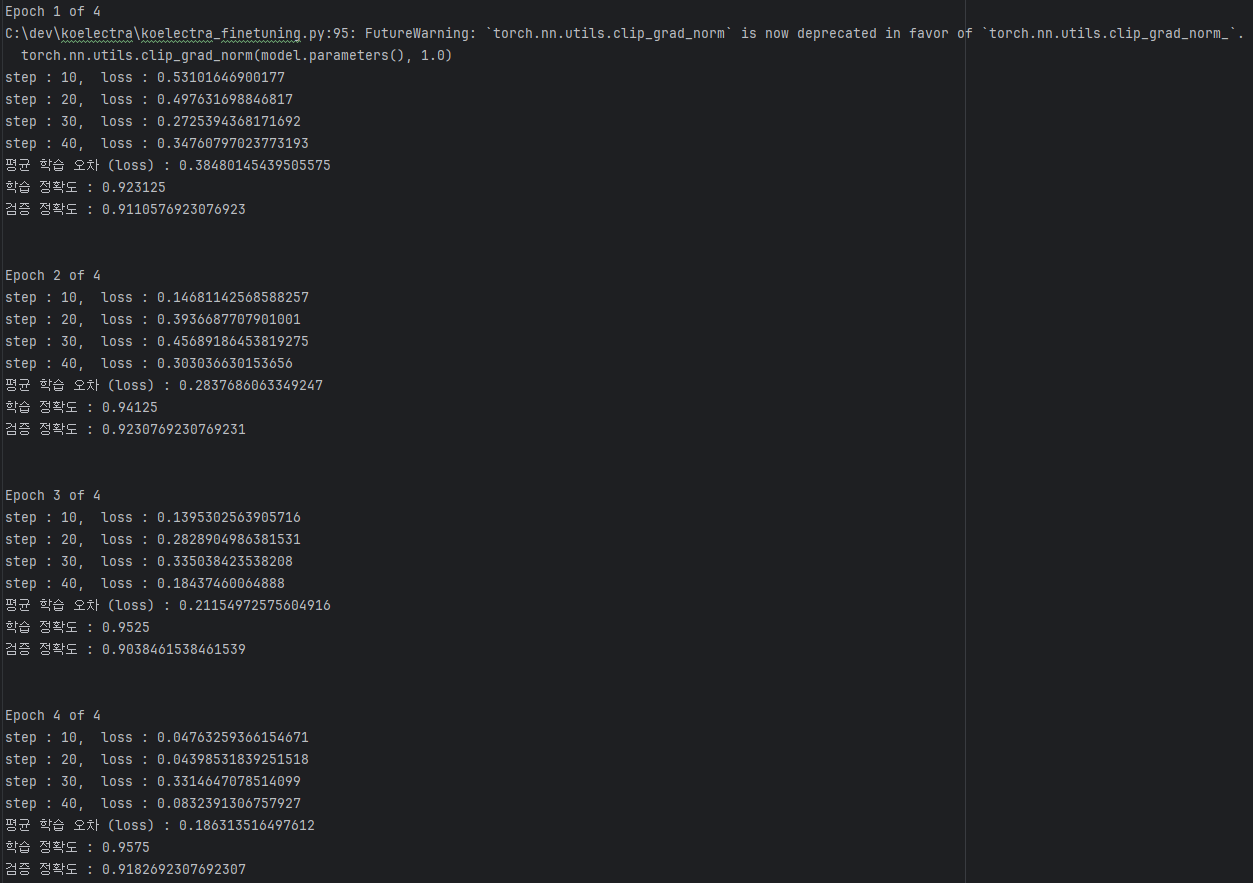 Epoch 1 of 4
C:\dev\koelectra\koelectra_finetuning.py:95: FutureWarning: `torch.nn.utils.clip_grad_norm` is now deprecated in favor of `torch.nn.utils.clip_grad_norm_`.
  torch.nn.utils.clip_grad_norm(model.parameters(), 1.0)
step : 10,  loss : 0.53101646900177
step : 20,  loss : 0.497631698846817
step : 30,  loss : 0.2725394368171692
step : 40,  loss : 0.34760797023773193
평균 학습 오차 (loss) : 0.38480145439505575
학습 정확도 : 0.923125
검증 정확도 : 0.9110576923076923
Epoch 2 of 4
step : 10,  loss : 0.14681142568588257
step : 20,  loss : 0.3936687707901001
step : 30,  loss : 0.45689186453819275
step : 40,  loss : 0.303036630153656
평균 학습 오차 (loss) : 0.2837686063349247
학습 정확도 : 0.94125
검증 정확도 : 0.9230769230769231
Epoch 3 of 4
step : 10,  loss : 0.1395302563905716
step : 20,  loss : 0.2828904986381531
step : 30,  loss : 0.335038423538208
step : 40,  loss : 0.18437460064888
평균 학습 오차 (loss) : 0.21154972575604916
학습 정확도 : 0.9525
검증 정확도 : 0.9038461538461539
Epoch 4 of 4
step : 10,  loss : 0.04763259366154671
step : 20,  loss : 0.04398531839251518
step : 30,  loss : 0.3314647078514099
step : 40,  loss : 0.0832391306757927
평균 학습 오차 (loss) : 0.186313516497612
학습 정확도 : 0.9575
검증 정확도 : 0.9182692307692307